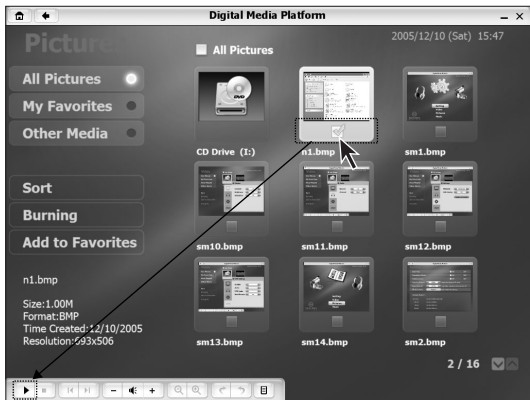 Digital Media Platform
Pictures
2005/12/10 (Sat) 15:47
All Pictures
All Pictures
My Favorites
Other Media
CD Drive (I:)
n1.bmp
sm1.bmp
Sort
Burning
Add to Favorites
sm10.bmp
sm11.bmp
sm12.bmp
n1.bmp
Size:1.00M
Format:BMP
Time Created:12/10/2005
Resolution:693x506
sm13.bmp
sm14.bmp
sm2.bmp
2 / 16